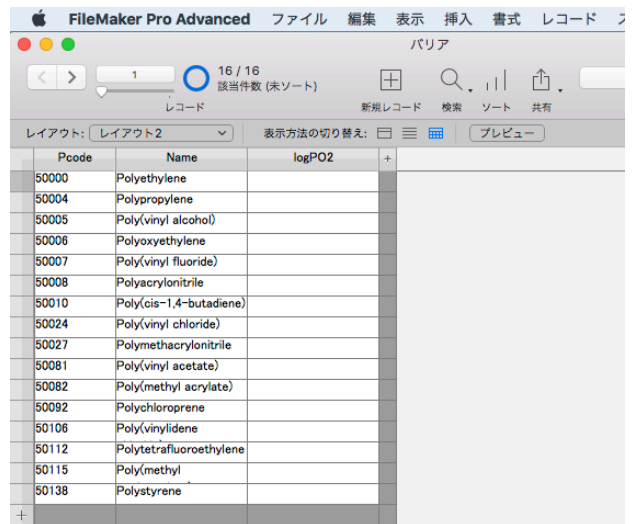 FileMaker Pro Advanced ファイル 編集 表示 挿入 書式 レコード
バリア
1
16 / 16
該当件数 (未ソート)
レコード
新規レコード 検索 ソート 共有
レイアウト: レイアウト2 表示方法の切り替え: プレビュー
Pcode Name logPO2 +
50000 Polyethylene
50004 Polypropylene
50005 Poly(vinyl alcohol)
50006 Polyoxyethylene
50007 Poly(vinyl fluoride)
50008 Polyacrylonitrile
50010 Poly(cis-1,4-butadiene)
50024 Poly(vinyl chloride)
50027 Polymethacrylonitrile
50081 Poly(vinyl acetate)
50082 Poly(methyl acrylate)
50092 Polychloroprene
50106 Poly(vinylidene
50112 Polytetrafluoroethylene
50115 Poly(methyl
50138 Polystyrene
+